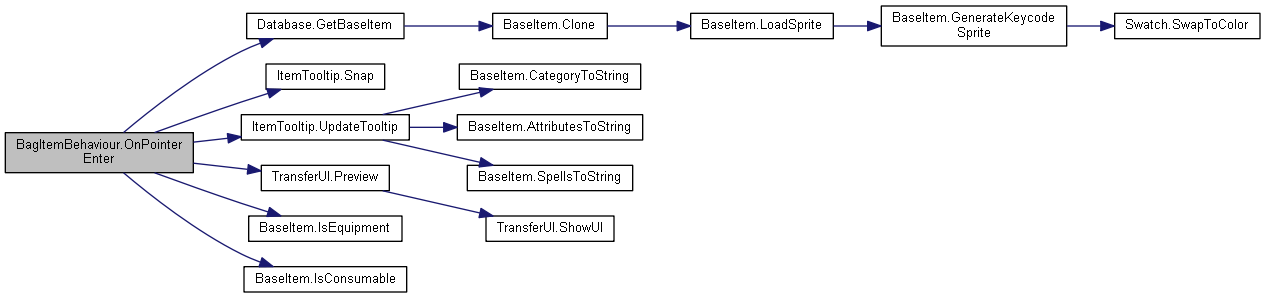 BagItemBehaviour.OnPointer
Enter
Database.GetBaseItem
BaseItem.Clone
BaseItem.LoadSprite
BaseItem.GenerateKeycode
Sprite
Swatch.SwapToColor
ItemTooltip.Snap
ItemTooltip.UpdateTooltip
BaseItem.CategoryToString
BaseItem.AttributesToString
BaseItem.SpellsToString
TransferUI.Preview
TransferUI.ShowUI
BaseItem.IsEquipment
BaseItem.IsConsumable